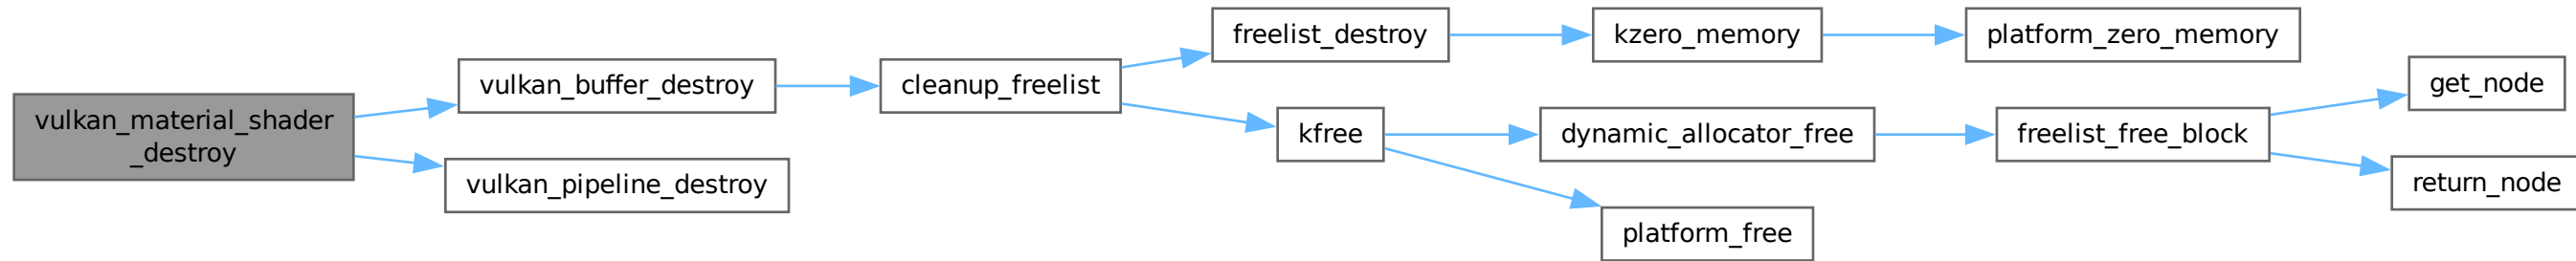 vulkan_material_shader
_destroy
vulkan_buffer_destroy
vulkan_pipeline_destroy
cleanup_freelist
freelist_destroy
kfree
kzero_memory
dynamic_allocator_free
platform_free
platform_zero_memory
freelist_free_block
get_node
return_node